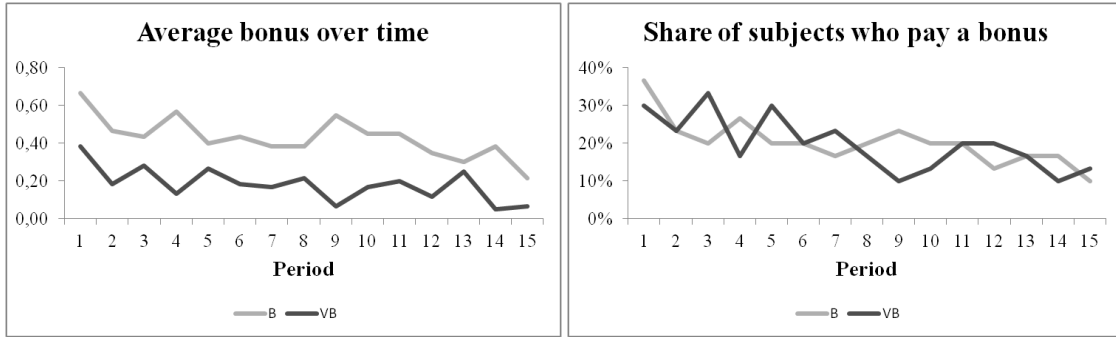 Average bonus over time
0,80
0,60
0,40
0,20
0,00
1 2 3 4 5 6 7 8 9 10 11 12 13 14 15
Period
B VB
Share of subjects who pay a bonus
40%
30%
20%
10%
0%
1 2 3 4 5 6 7 8 9 10 11 12 13 14 15
Period
B VB